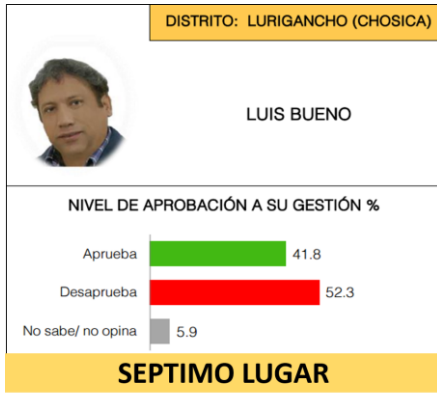 DISTRITO: LURIGANCHO (CHOSICA)
LUIS BUENO
NIVEL DE APROBACIÓN A SU GESTIÓN %
Aprueba 41.8
Desaprueba 52.3
No sabe/ no opina 5.9
SEPTIMO LUGAR